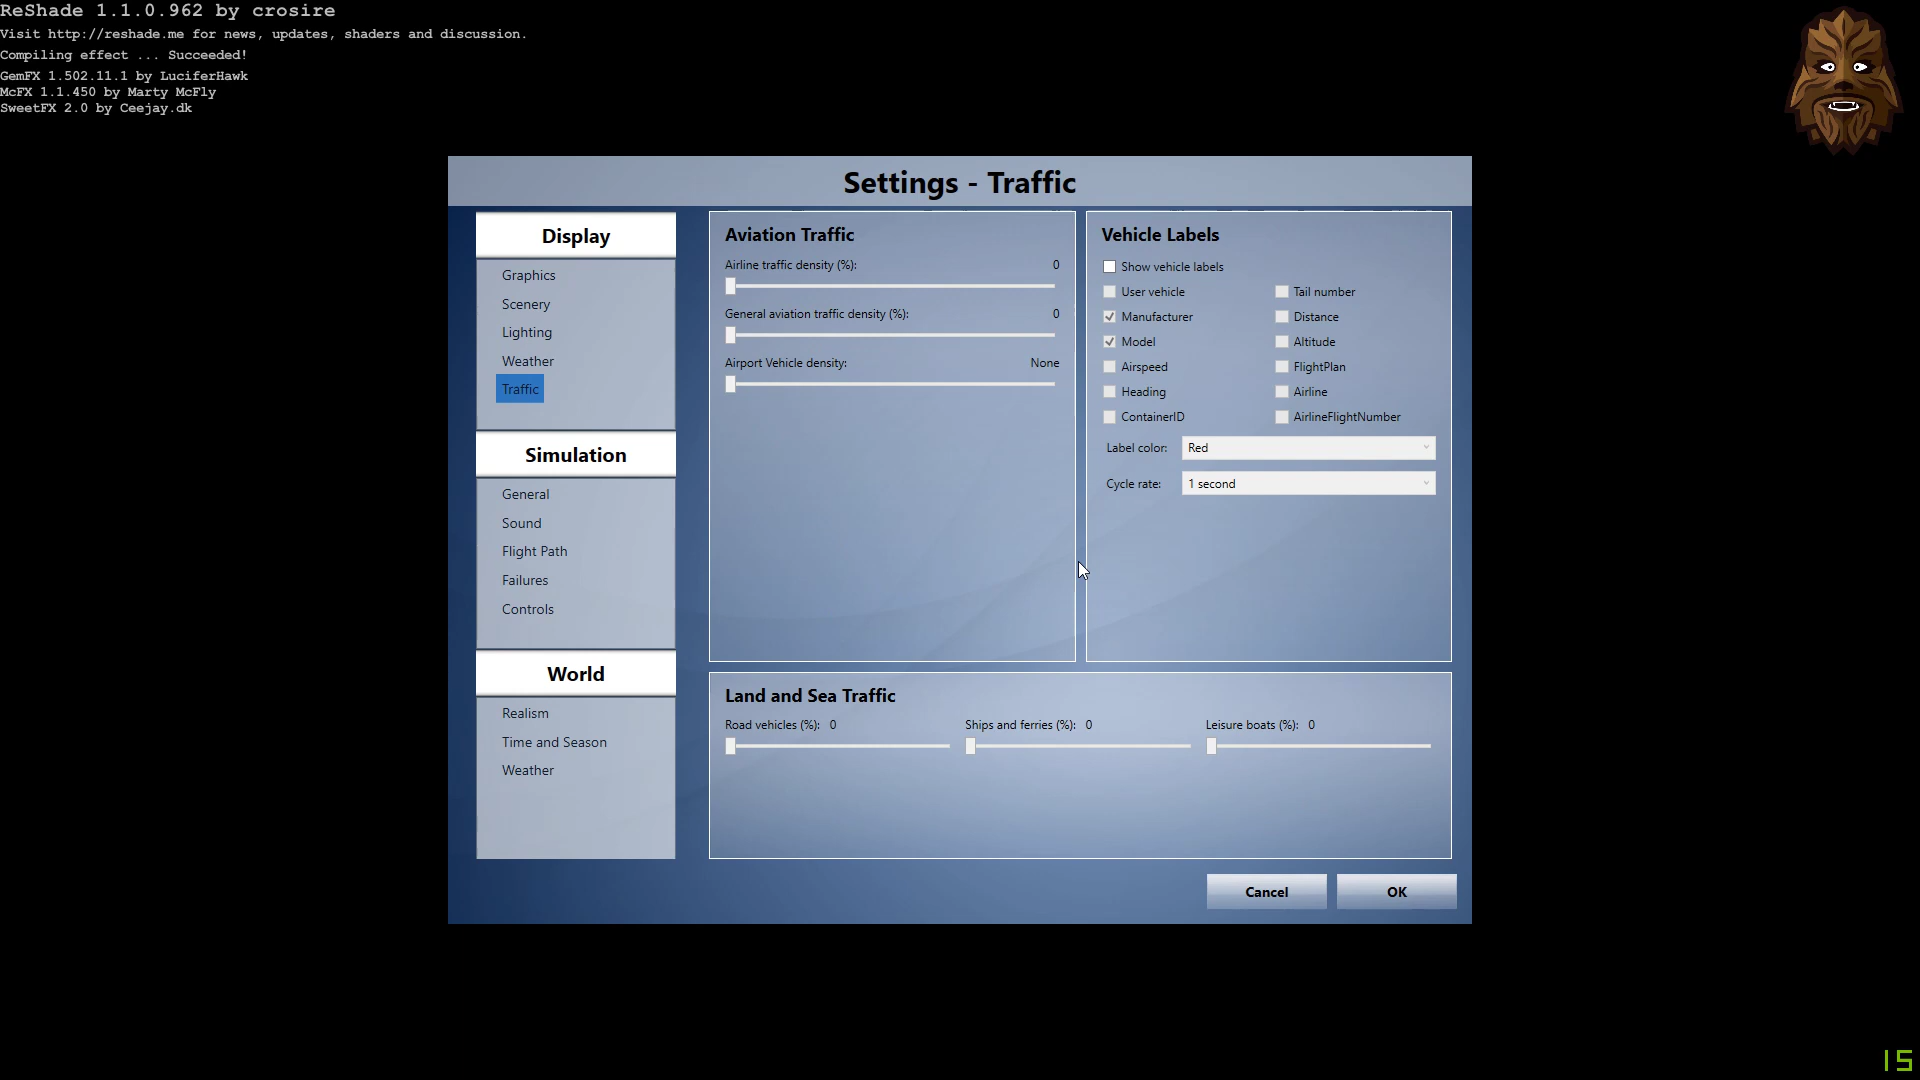 ReShade 1.1.0.962 by crosire
Visit http://reshade.me for news, updates, shaders and discussion.
Compiling effect ... Succeeded!
GemFX 1.502.11.1 by LuciferHawk
McFX 1.1.450 by Marty McFly
SweetFX 2.0 by Ceejay.dk
Settings - Traffic
Display
Graphics
Scenery
Lighting
Weather
Traffic
Simulation
General
Sound
Flight Path
Failures
Controls
World
Realism
Time and Season
Weather
Aviation Traffic
Airline traffic density (%): 0
General aviation traffic density (%): 0
Airport Vehicle density: None
Vehicle Labels
Show vehicle labels
User vehicle Tail number
Manufacturer Distance
Model Altitude
Airspeed FlightPlan
Heading Airline
ContainerID AirlineFlightNumber
Label color: Red
Cycle rate: 1 second
Land and Sea Traffic
Road vehicles (%): 0 Ships and ferries (%): 0 Leisure boats (%): 0
Cancel OK
15